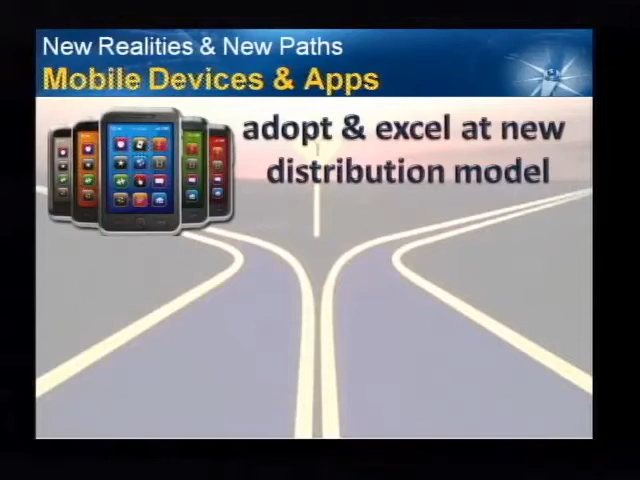 New Realities & New Paths
Mobile Devices & Apps
adopt & excel at new
distribution model